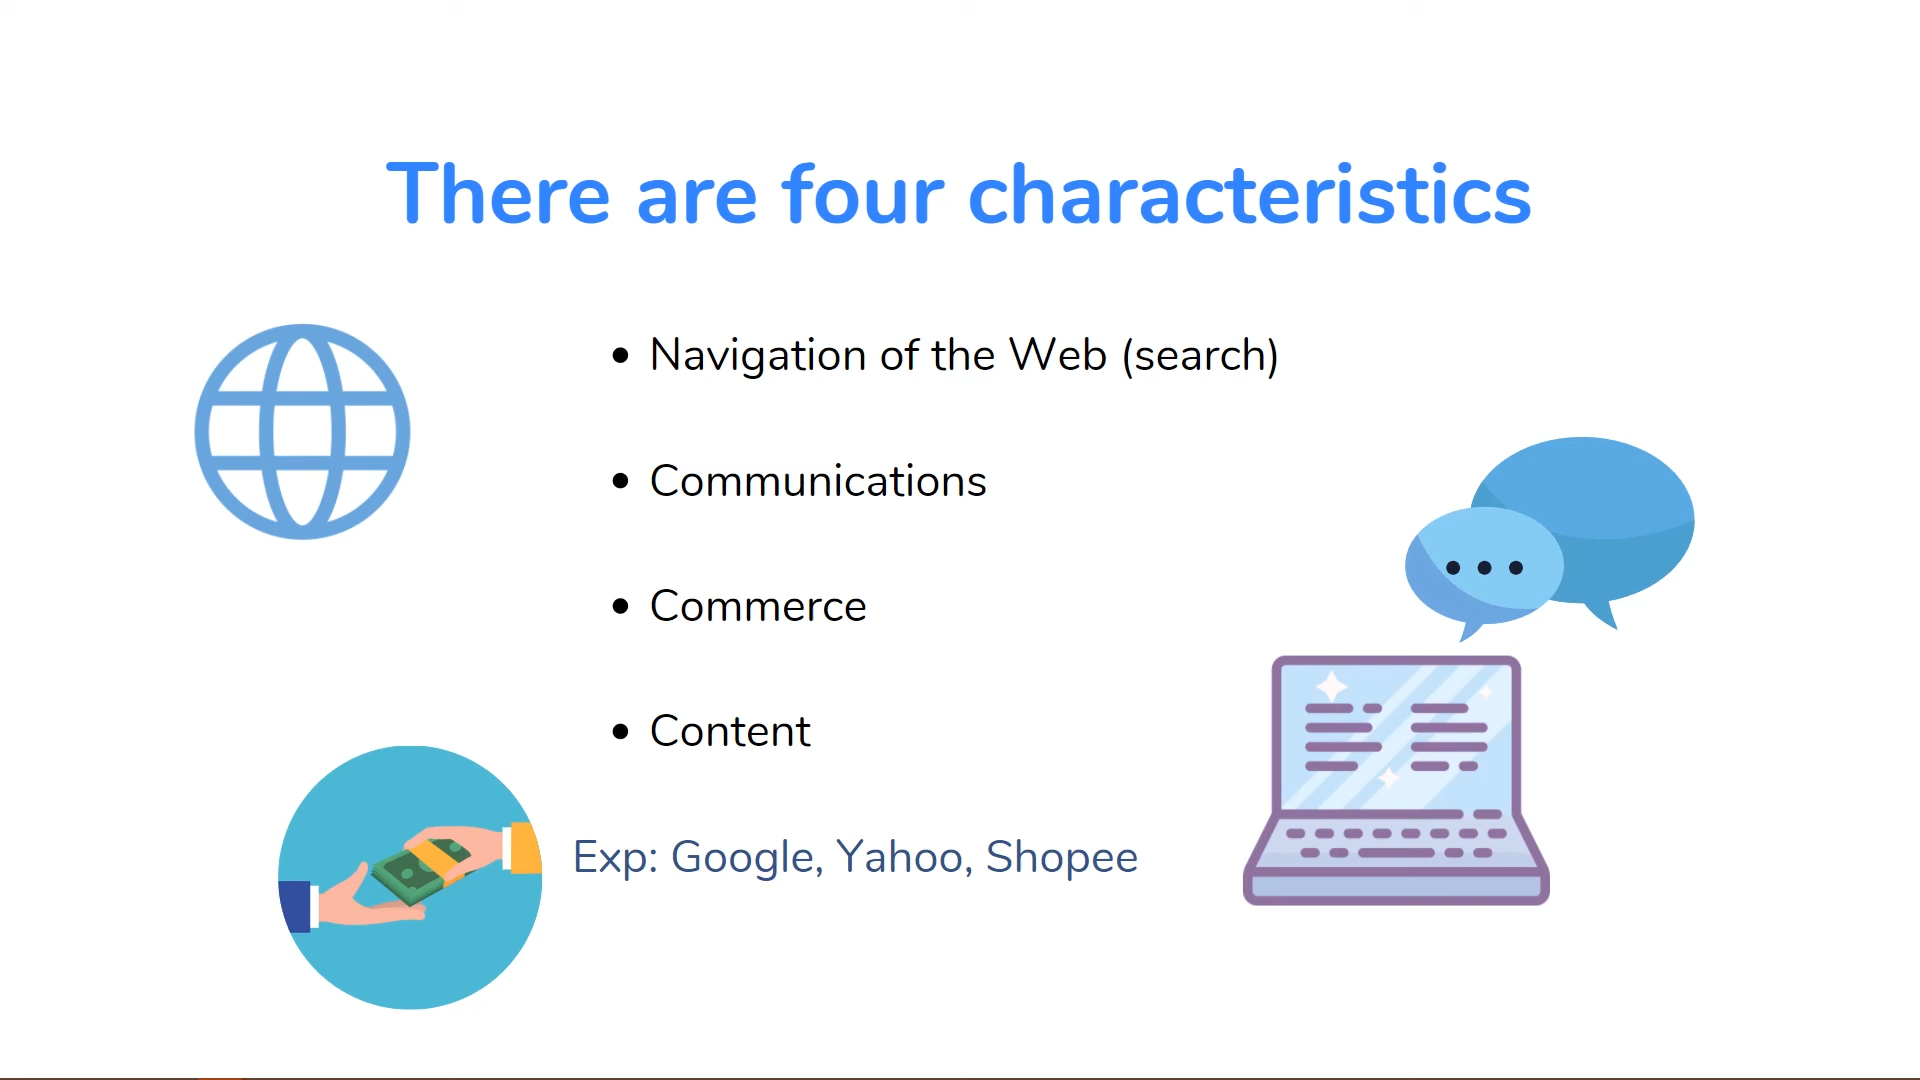 There are four characteristics
• Navigation of the Web (search)
• Communications
• Commerce
• Content
Exp: Google, Yahoo, Shopee